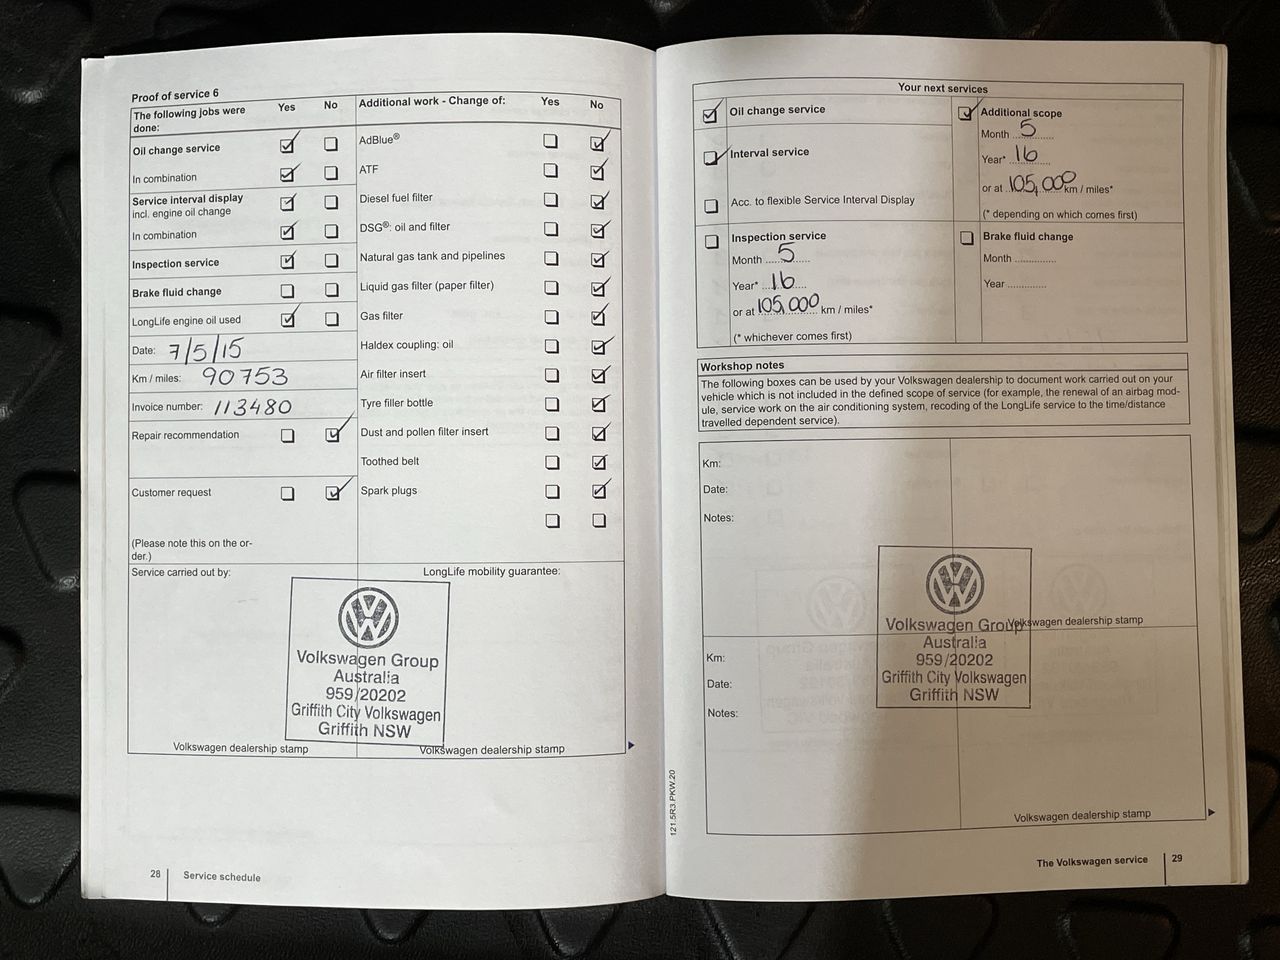 Proof of service 6
The following jobs were done: Yes No
Oil change service
In combination
Service interval display
incl. engine oil change
In combination
Inspection service
Brake fluid change
LongLife engine oil used
Date: 7/5/15
Km / miles: 90753
Invoice number: 113480
Repair recommendation
Customer request
(Please note this on the or-
der.)
Additional work - Change of: Yes No
AdBlue®
ATF
Diesel fuel filter
DSG®: oil and filter
Natural gas tank and pipelines
Liquid gas filter (paper filter)
Gas filter
Haldex coupling: oil
Air filter insert
Tyre filler bottle
Dust and pollen filter insert
Toothed belt
Spark plugs
Service carried out by:
LongLife mobility guarantee:
Volkswagen Group
Australia
959/20202
Griffith City Volkswagen
Griffith NSW
Volkswagen dealership stamp
Volkswagen dealership stamp
28 Service schedule
Your next services
Oil change service
Interval service
Acc. to flexible Service Interval Display
Inspection service
Month 5
Year* 16
or at 105,000 km / miles*
(* whichever comes first)
Additional scope
Month 5
Year* 16
or at 105,000 km / miles*
(* depending on which comes first)
Brake fluid change
Month
Year
Workshop notes
The following boxes can be used by your Volkswagen dealership to document work carried out on your
vehicle which is not included in the defined scope of service (for example, the renewal of an airbag mod-
ule, service work on the air conditioning system, recoding of the LongLife service to the time/distance
travelled dependent service).
Km:
Date:
Notes:
Volkswagen dealership stamp
Volkswagen Group
Australia
959/20202
Griffith City Volkswagen
Griffith NSW
Km:
Date:
Notes:
Volkswagen dealership stamp
121.5R3.PKW.20
The Volkswagen service 29